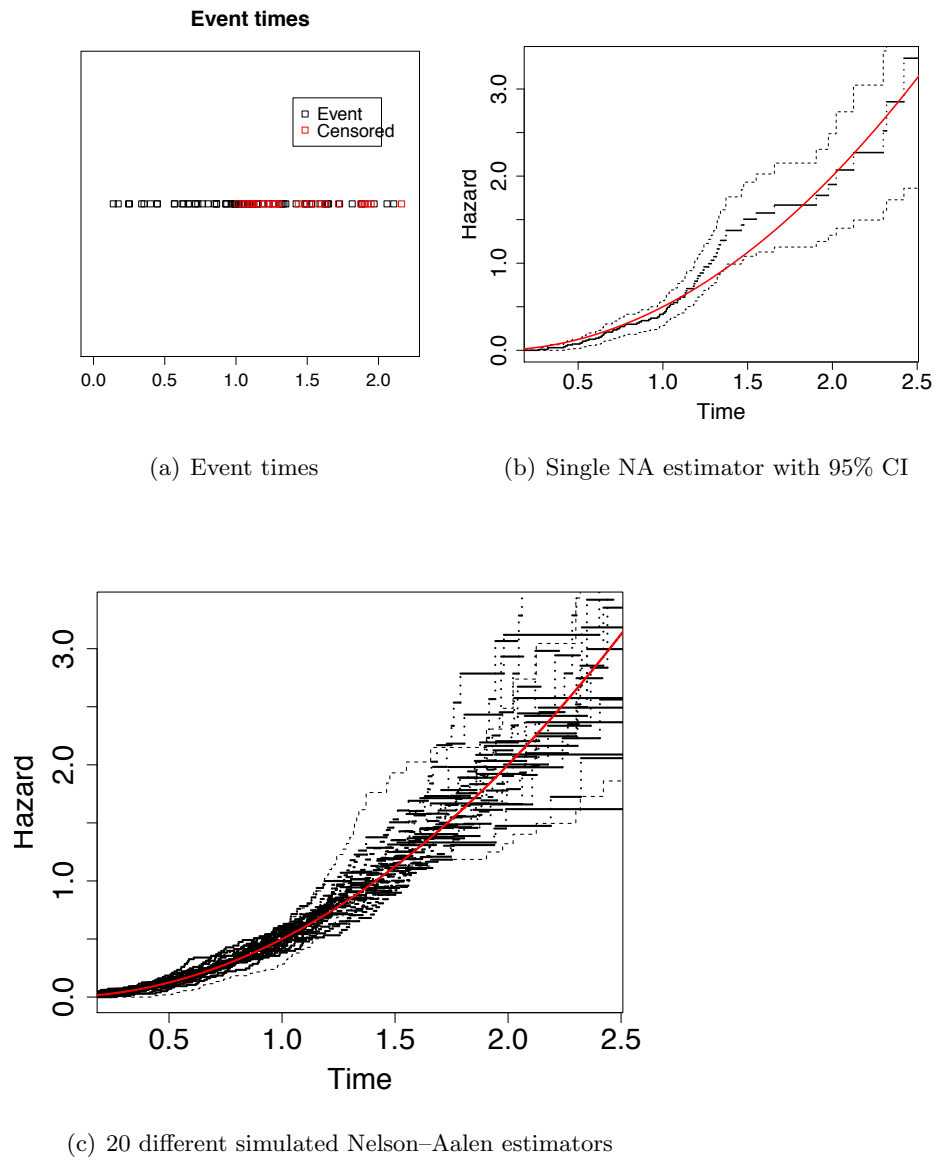 Event times
Event
Censored
0.0 0.5 1.0 1.5 2.0
(a) Event times
Hazard
3.0
2.0
1.0
0.0
0.5 1.0 1.5 2.0 2.5
Time
(b) Single NA estimator with 95% CI
Hazard
3.0
2.0
1.0
0.0
0.5 1.0 1.5 2.0 2.5
Time
(c) 20 different simulated Nelson–Aalen estimators